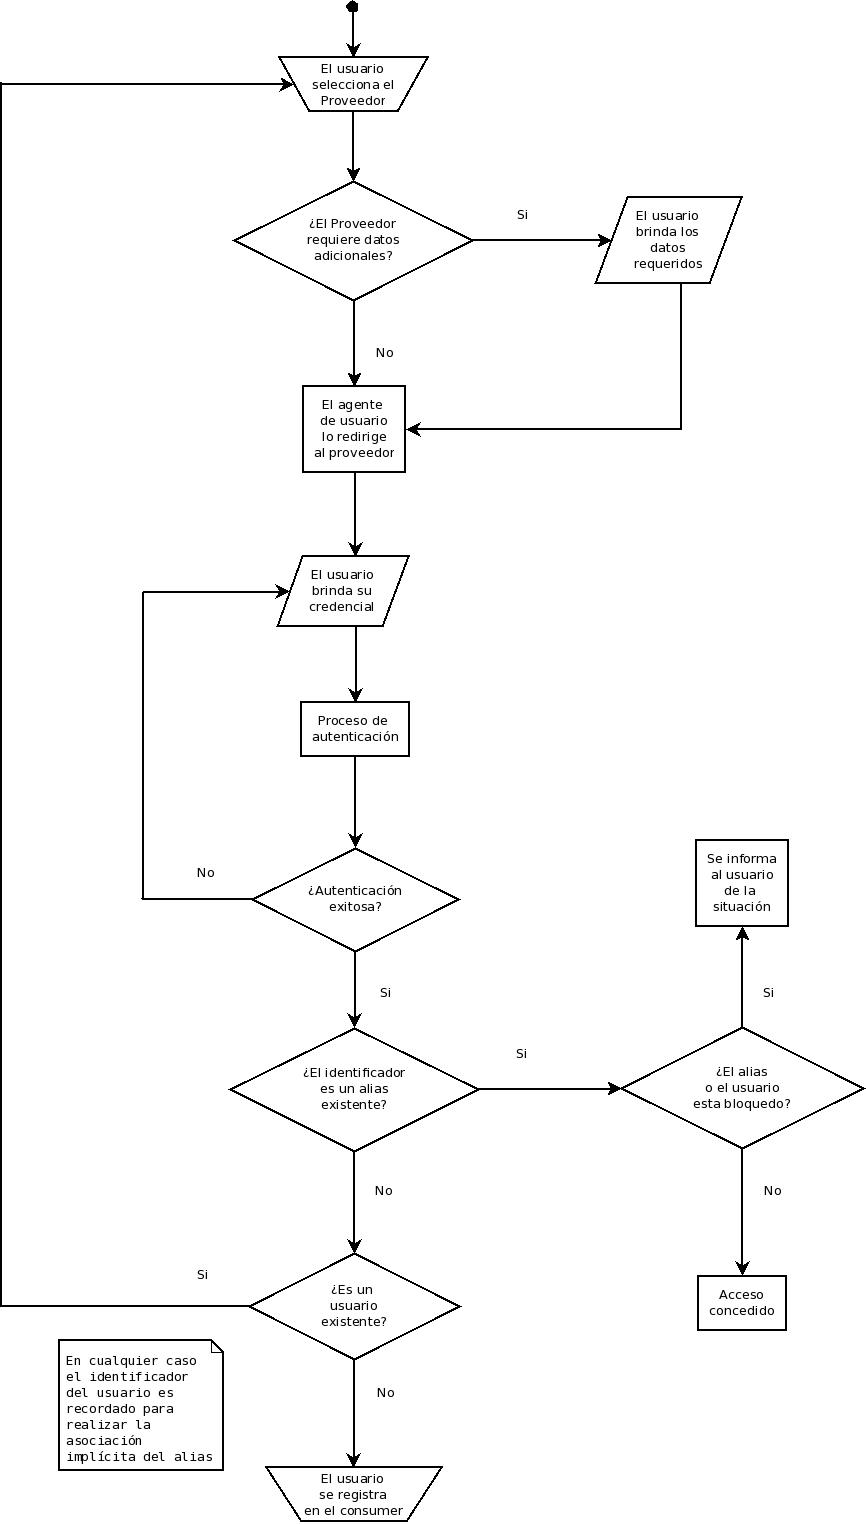 El usuario
selecciona el
Proveedor
¿El Proveedor
requiere datos
adicionales?
Si
El usuario
brinda los
datos
requeridos
No
El agente
de usuario
lo redirige
al proveedor
El usuario
brinda su
credencial
Proceso de
autenticación
¿Autenticación
exitosa?
No
Si
¿El identificador
es un alias
existente?
Si
¿El alias
o el usuario
esta bloquedo?
Si
Se informa
al usuario
de la
situación
No
Acceso
concedido
No
¿Es un
usuario
existente?
Si
En cualquier caso
el identificador
del usuario es
recordado para
realizar la
asociación
implícita del alias
No
El usuario
se registra
en el consumer